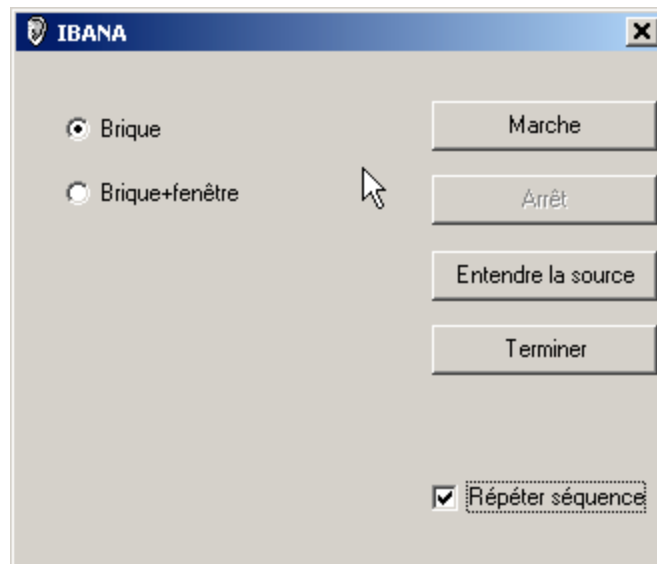 IBANA
Brique
Marche
Brique+fenêtre
Arrêt
Entendre la source
Terminer
Répéter séquence